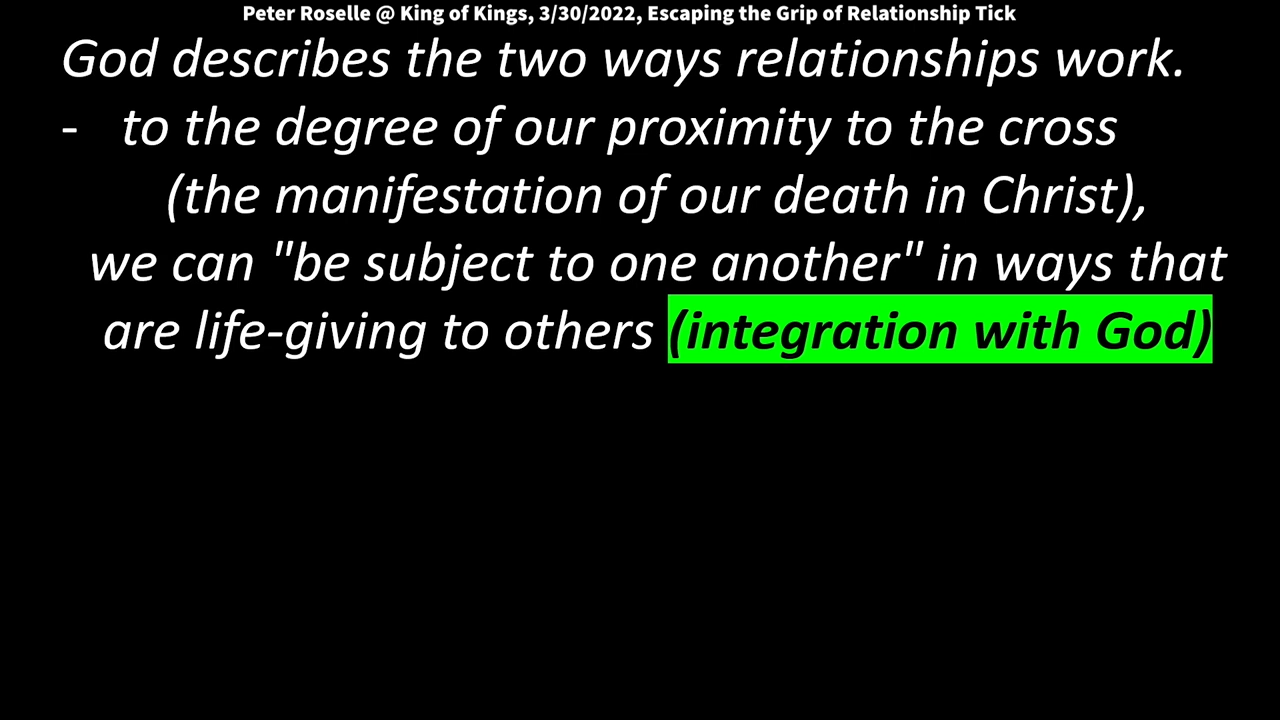 Peter Roselle @ King of Kings, 3/30/2022, Escaping the Grip of Relationship Tick
God describes the two ways relationships work.
- to the degree of our proximity to the cross
(the manifestation of our death in Christ),
we can "be subject to one another" in ways that
are life-giving to others (integration with God)